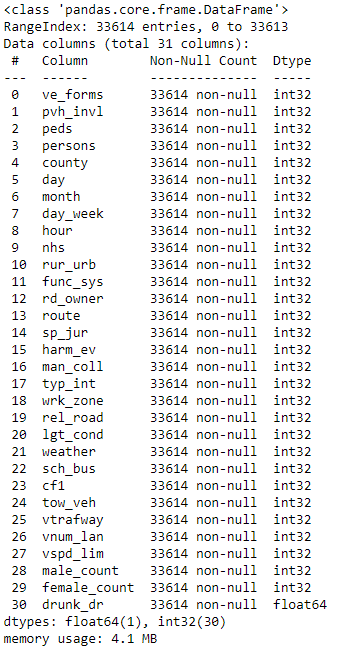 <class 'pandas.core.frame.DataFrame'>
RangeIndex: 33614 entries, 0 to 33613
Data columns (total 31 columns):
 #   Column        Non-Null Count  Dtype
---  ------        --------------  -----
 0   ve_forms      33614 non-null  int32
 1   pvh_invl      33614 non-null  int32
 2   peds          33614 non-null  int32
 3   persons       33614 non-null  int32
 4   county        33614 non-null  int32
 5   day           33614 non-null  int32
 6   month         33614 non-null  int32
 7   day_week      33614 non-null  int32
 8   hour          33614 non-null  int32
 9   nhs           33614 non-null  int32
 10  rur_urb       33614 non-null  int32
 11  func_sys      33614 non-null  int32
 12  rd_owner      33614 non-null  int32
 13  route         33614 non-null  int32
 14  sp_jur        33614 non-null  int32
 15  harm_ev       33614 non-null  int32
 16  man_coll      33614 non-null  int32
 17  typ_int       33614 non-null  int32
 18  wrk_zone      33614 non-null  int32
 19  rel_road      33614 non-null  int32
 20  lgt_cond      33614 non-null  int32
 21  weather       33614 non-null  int32
 22  sch_bus       33614 non-null  int32
 23  cf1           33614 non-null  int32
 24  tow_veh       33614 non-null  int32
 25  vtrafway      33614 non-null  int32
 26  vnum_lan      33614 non-null  int32
 27  vspd_lim      33614 non-null  int32
 28  male_count    33614 non-null  int32
 29  female_count  33614 non-null  int32
 30  drunk_dr      33614 non-null  float64
dtypes: float64(1), int32(30)
memory usage: 4.1 MB